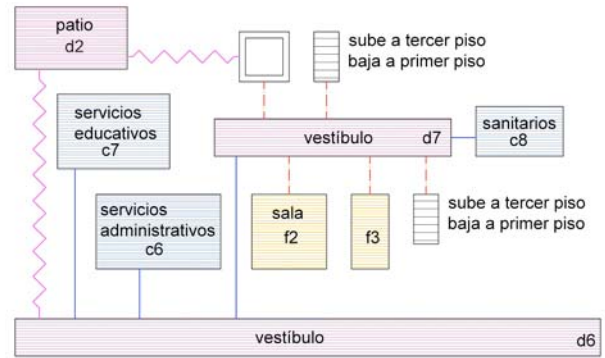 patio
d2
sube a tercer piso
baja a primer piso
servicios
educativos
c7
vestíbulo d7
sanitarios
c8
servicios
administrativos
c6
sala
f2
f3
sube a tercer piso
baja a primer piso
vestíbulo d6